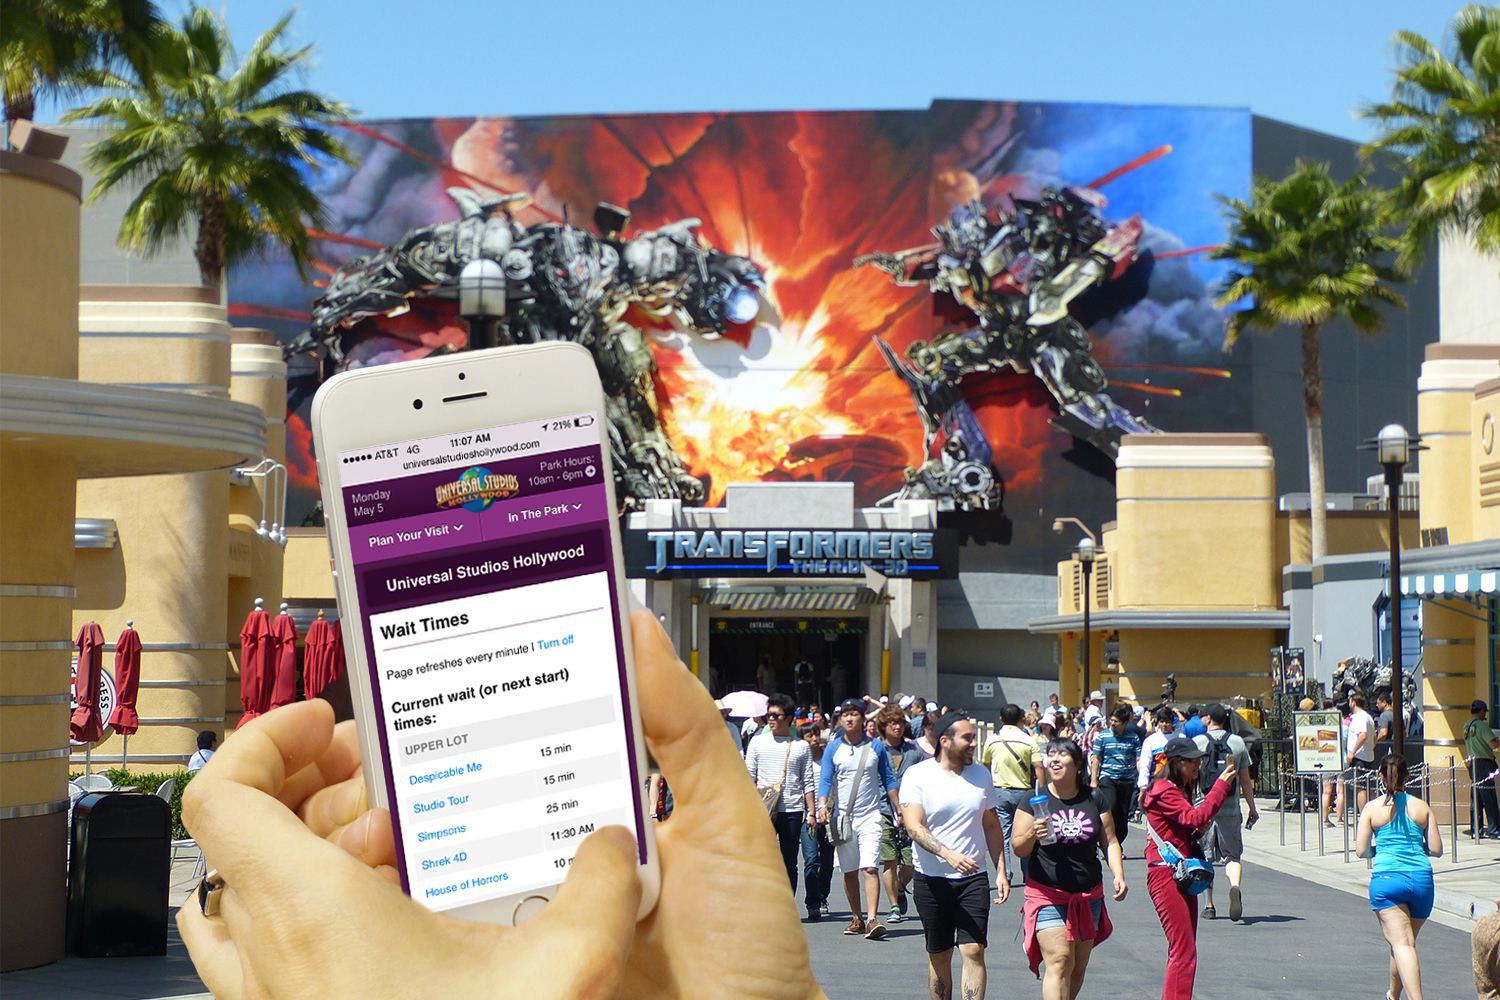 ●●●●● AT&T 4G 11:07 AM 21%
universalstudioshollywood.com
Monday
May 5
UNIVERSAL STUDIOS
HOLLYWOOD
Park Hours:
10am - 6pm
Plan Your Visit
In The Park
Universal Studios Hollywood
Wait Times
Page refreshes every minute | Turn off
Current wait (or next start)
times:
UPPER LOT
Despicable Me 15 min
Studio Tour 15 min
Simpsons 25 min
Shrek 4D 11:30 AM
House of Horrors 10
TRANSFORMERS
THE RIDE-3D
ENTRANCE